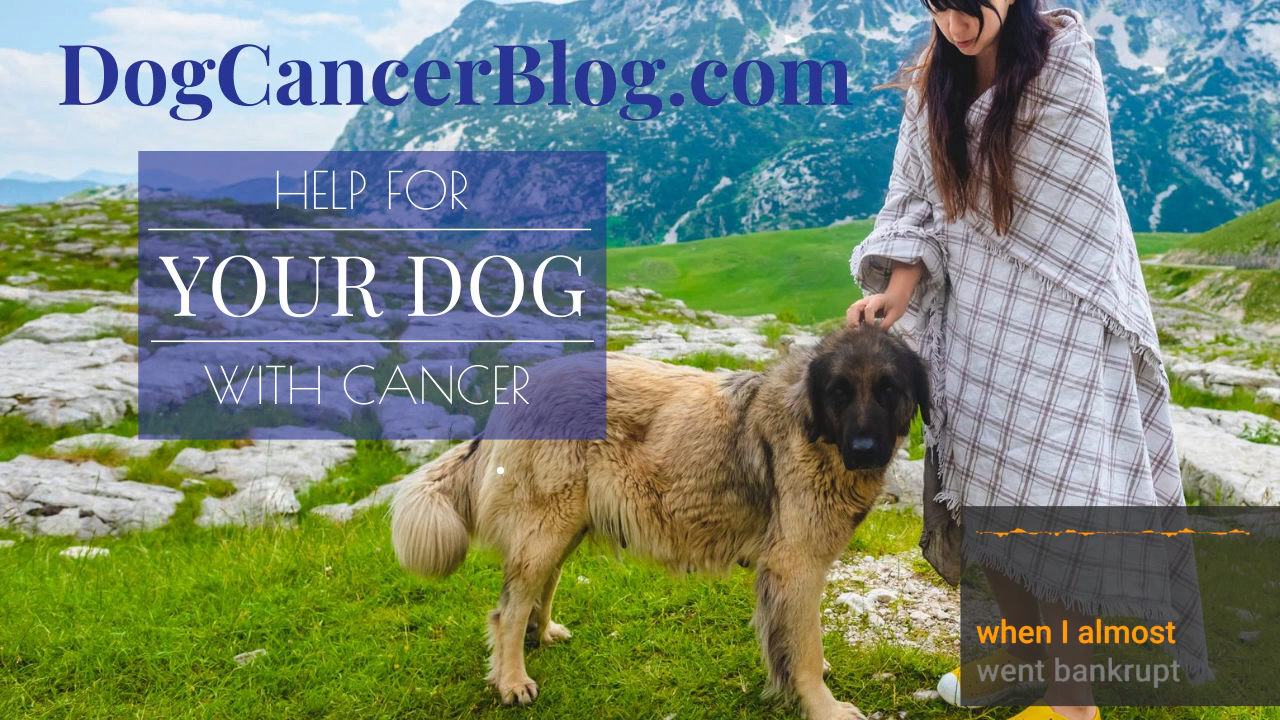 DogCancerBlog.com
HELP FOR
YOUR DOG
WITH CANCER
when I almost
went bankrupt